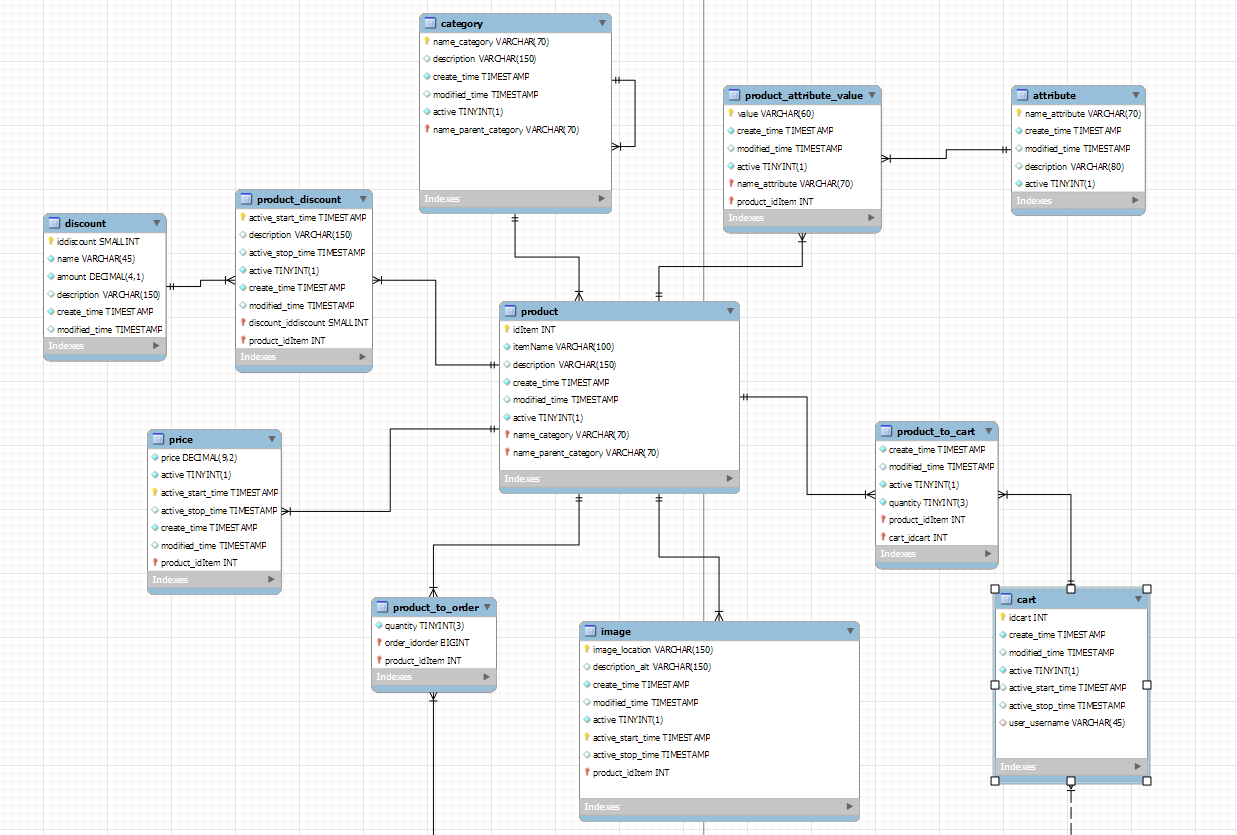 category
name_category VARCHAR(70)
description VARCHAR(150)
create_time TIMESTAMP
modified_time TIMESTAMP
active TINYINT(1)
name_parent_category VARCHAR(70)
Indexes
product_attribute_value
value VARCHAR(60)
create_time TIMESTAMP
modified_time TIMESTAMP
active TINYINT(1)
name_attribute VARCHAR(70)
product_idItem INT
Indexes
attribute
name_attribute VARCHAR(70)
create_time TIMESTAMP
modified_time TIMESTAMP
description VARCHAR(80)
active TINYINT(1)
Indexes
discount
iddiscount SMALLINT
name VARCHAR(45)
amount DECIMAL(4,1)
description VARCHAR(150)
create_time TIMESTAMP
modified_time TIMESTAMP
Indexes
product_discount
active_start_time TIMESTAMP
description VARCHAR(150)
active_stop_time TIMESTAMP
active TINYINT(1)
create_time TIMESTAMP
modified_time TIMESTAMP
discount_iddiscount SMALLINT
product_idItem INT
Indexes
product
idItem INT
itemName VARCHAR(100)
description VARCHAR(150)
create_time TIMESTAMP
modified_time TIMESTAMP
active TINYINT(1)
name_category VARCHAR(70)
name_parent_category VARCHAR(70)
Indexes
price
price DECIMAL(9,2)
active TINYINT(1)
active_start_time TIMESTAMP
active_stop_time TIMESTAMP
create_time TIMESTAMP
modified_time TIMESTAMP
product_idItem INT
Indexes
product_to_cart
create_time TIMESTAMP
modified_time TIMESTAMP
active TINYINT(1)
quantity TINYINT(3)
product_idItem INT
cart_idcart INT
Indexes
product_to_order
quantity TINYINT(3)
order_idorder BIGINT
product_idItem INT
Indexes
image
image_location VARCHAR(150)
description_alt VARCHAR(150)
create_time TIMESTAMP
modified_time TIMESTAMP
active TINYINT(1)
active_start_time TIMESTAMP
active_stop_time TIMESTAMP
product_idItem INT
Indexes
cart
idcart INT
create_time TIMESTAMP
modified_time TIMESTAMP
active TINYINT(1)
active_start_time TIMESTAMP
active_stop_time TIMESTAMP
user_username VARCHAR(45)
Indexes